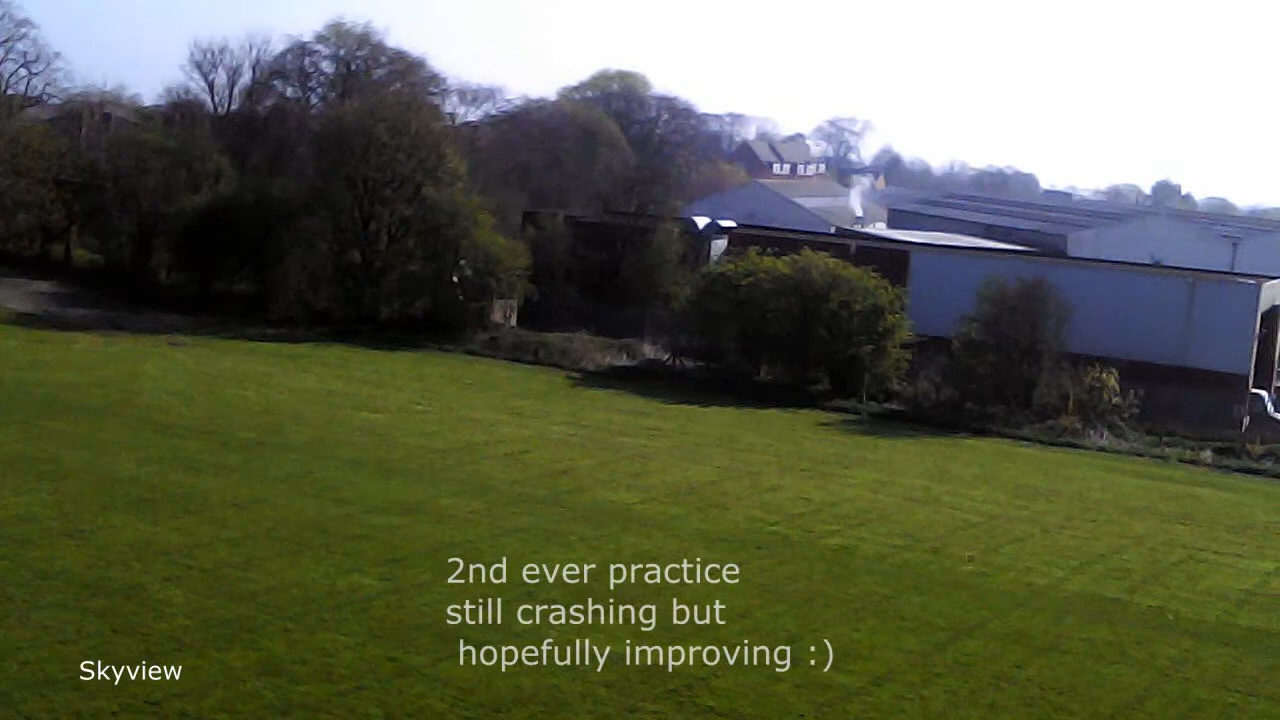 2nd ever practice
still crashing but
hopefully improving :)
Skyview